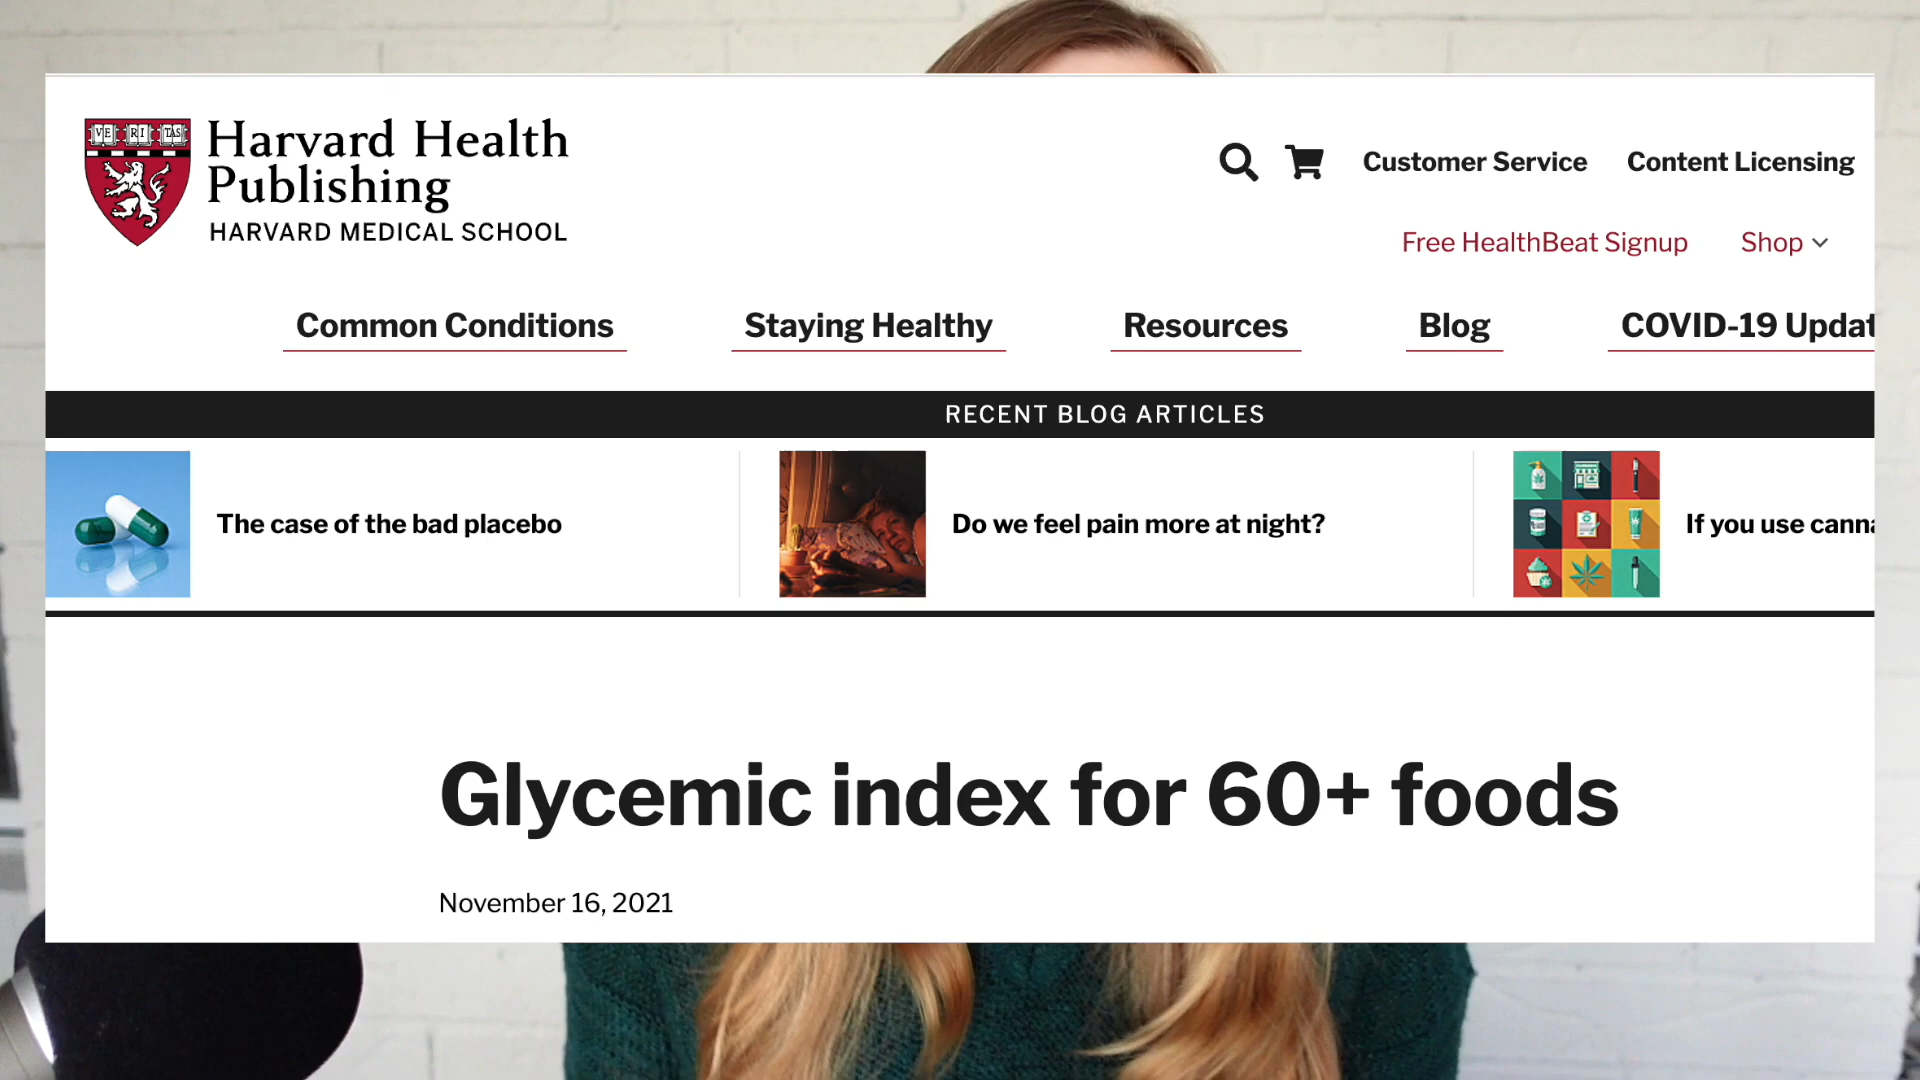 VE RI TAS
Harvard Health
Publishing
HARVARD MEDICAL SCHOOL
Customer Service
Content Licensing
Free HealthBeat Signup
Shop
Common Conditions
Staying Healthy
Resources
Blog
COVID-19 Updat
RECENT BLOG ARTICLES
The case of the bad placebo
Do we feel pain more at night?
If you use canna
Glycemic index for 60+ foods
November 16, 2021